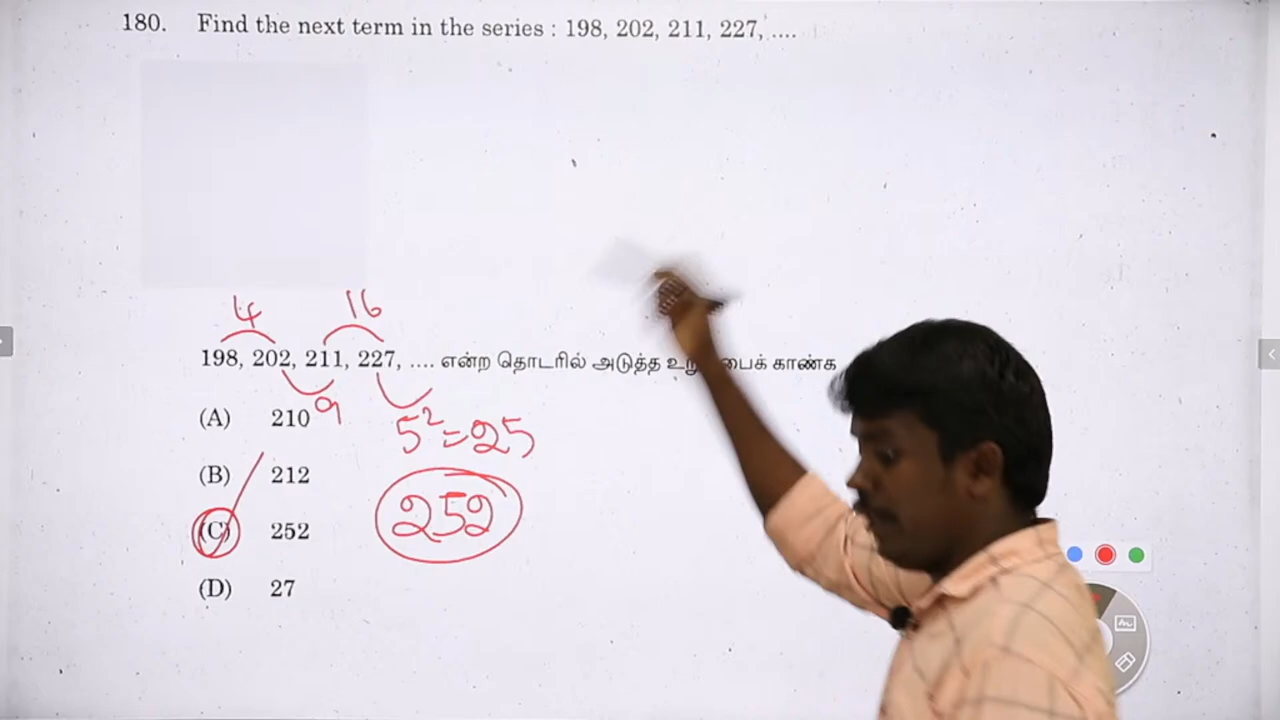 180. Find the next term in the series : 198, 202, 211, 227, ....
4 16
198, 202, 211, 227, .... என்ற தொடரில் அடுத்த காண்க
9
(A) 210
5² = 25
(B) 212
(C) 252
252
(D) 27